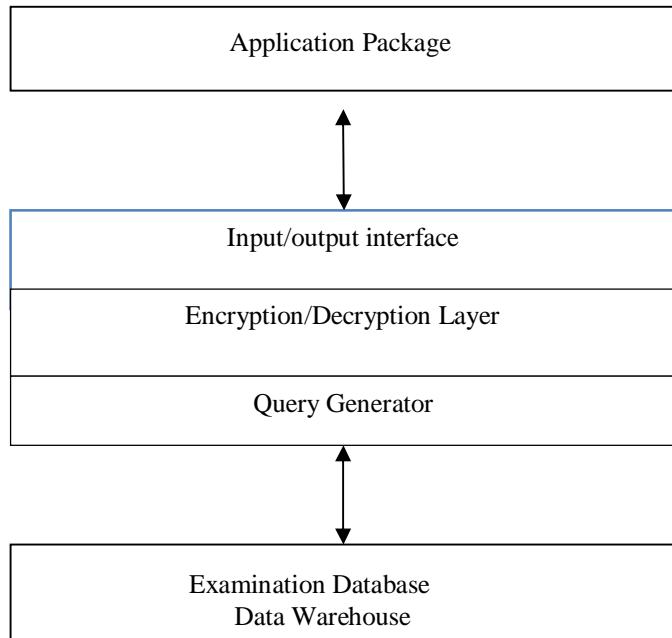 Application Package
Input/output interface
Encryption/Decryption Layer
Query Generator
Examination Database
Data Warehouse